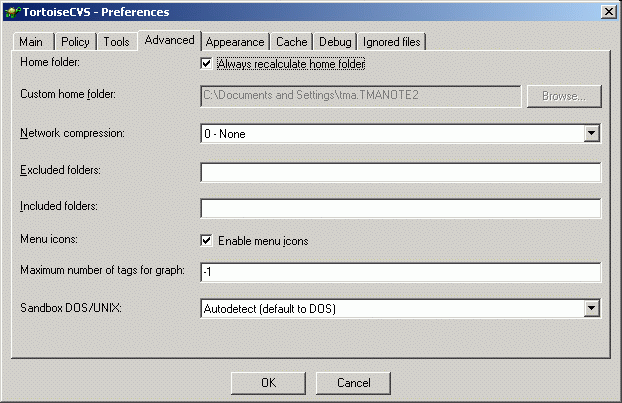 TortoiseCVS - Preferences
Main Policy Tools Advanced Appearance Cache Debug Ignored files
Home folder: Always recalculate home folder
Custom home folder: C:\Documents and Settings\tma.TMANOTE2 Browse...
Network compression: 0 - None
Excluded folders:
Included folders:
Menu icons: Enable menu icons
Maximum number of tags for graph: -1
Sandbox DOS/UNIX: Autodetect (default to DOS)
OK Cancel